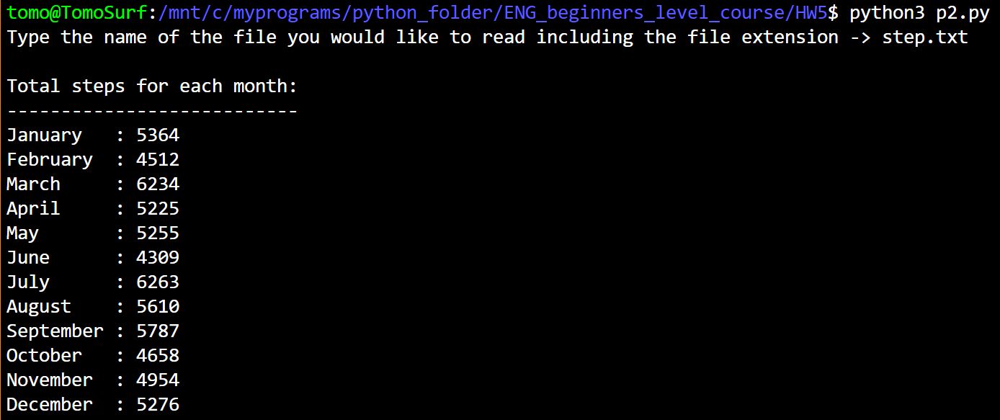 tomo@TomoSurf:/mnt/c/myprograms/python_folder/ENG_beginners_level_course/HW5$ python3 p2.py
Type the name of the file you would like to read including the file extension -> step.txt
Total steps for each month:
---------------------------
January   : 5364
February  : 4512
March     : 6234
April     : 5225
May       : 5255
June      : 4309
July      : 6263
August    : 5610
September : 5787
October   : 4658
November  : 4954
December  : 5276